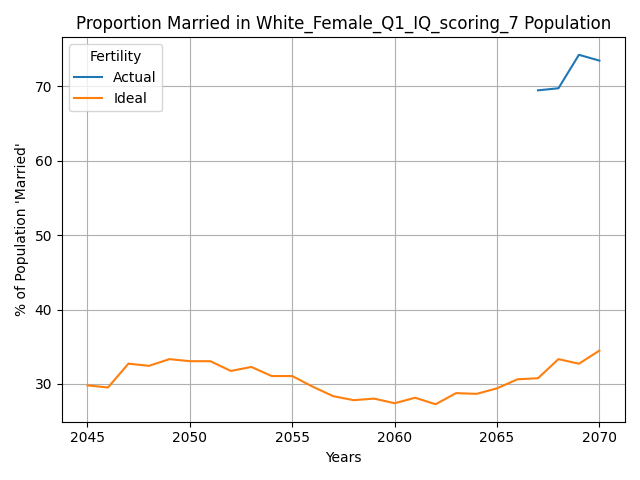 Proportion Married in White_Female_Q1_IQ_scoring_7 Population
Fertility
Actual
Ideal
% of Population 'Married'
70
60
50
40
30
2045
2050
2055
2060
2065
2070
Years